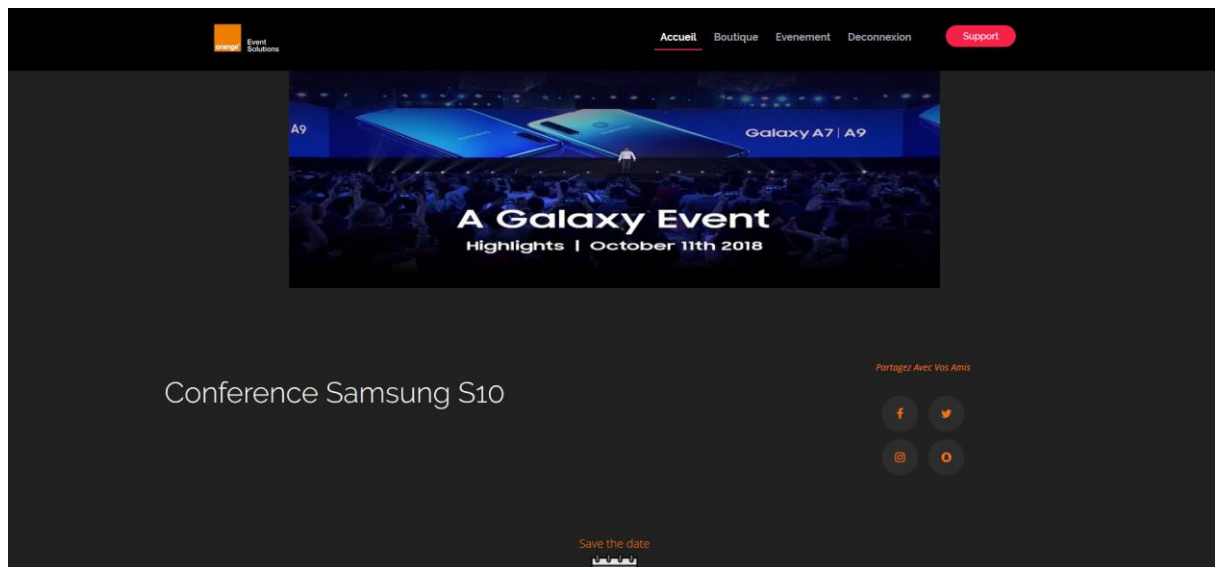 orange
Event
Solutions
Accueil Boutique Evenement Deconnexion Support
A9
Galaxy A7 | A9
A Galaxy Event
Highlights | October 11th 2018
Partagez Avec Vos Amis
Conference Samsung S10
Save the date